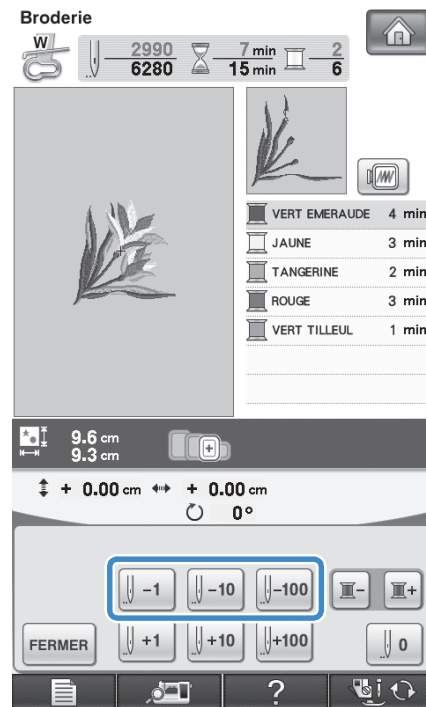 Broderie
W 2990 7 min 2
6280 15 min 6
VERT EMERAUDE 4 min
JAUNE 3 min
TANGERINE 2 min
ROUGE 3 min
VERT TILLEUL 1 min
9.6 cm
9.3 cm
+ 0.00 cm + 0.00 cm
0°
-1 -10 -100 - +
FERMER +1 +10 +100 0
?